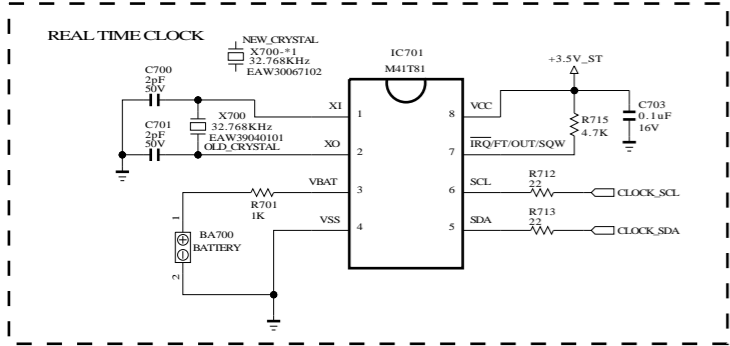 REAL TIME CLOCK
NEW_CRYSTAL
X700-*1
32.768KHz
EAW30067102
IC701
M41T81
+3.5V_ST
C700
2pF
50V
X700
32.768KHz
EAW39040101
OLD_CRYSTAL
C701
2pF
50V
XI
1
XO
2
VBAT
3
VSS
4
R701
1K
1
BA700
BATTERY
2
8
VCC
7
IRQ/FT/OUT/SQW
6
SCL
5
SDA
R715
4.7K
C703
0.1uF
16V
R712
22
CLOCK_SCL
R713
22
CLOCK_SDA